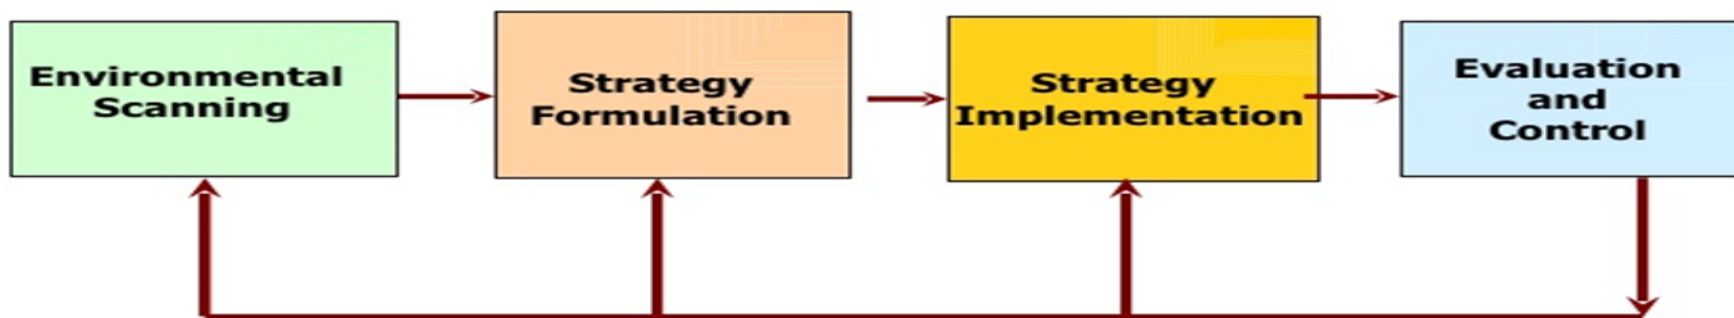 Environmental
Scanning
Strategy
Formulation
Strategy
Implementation
Evaluation
and
Control